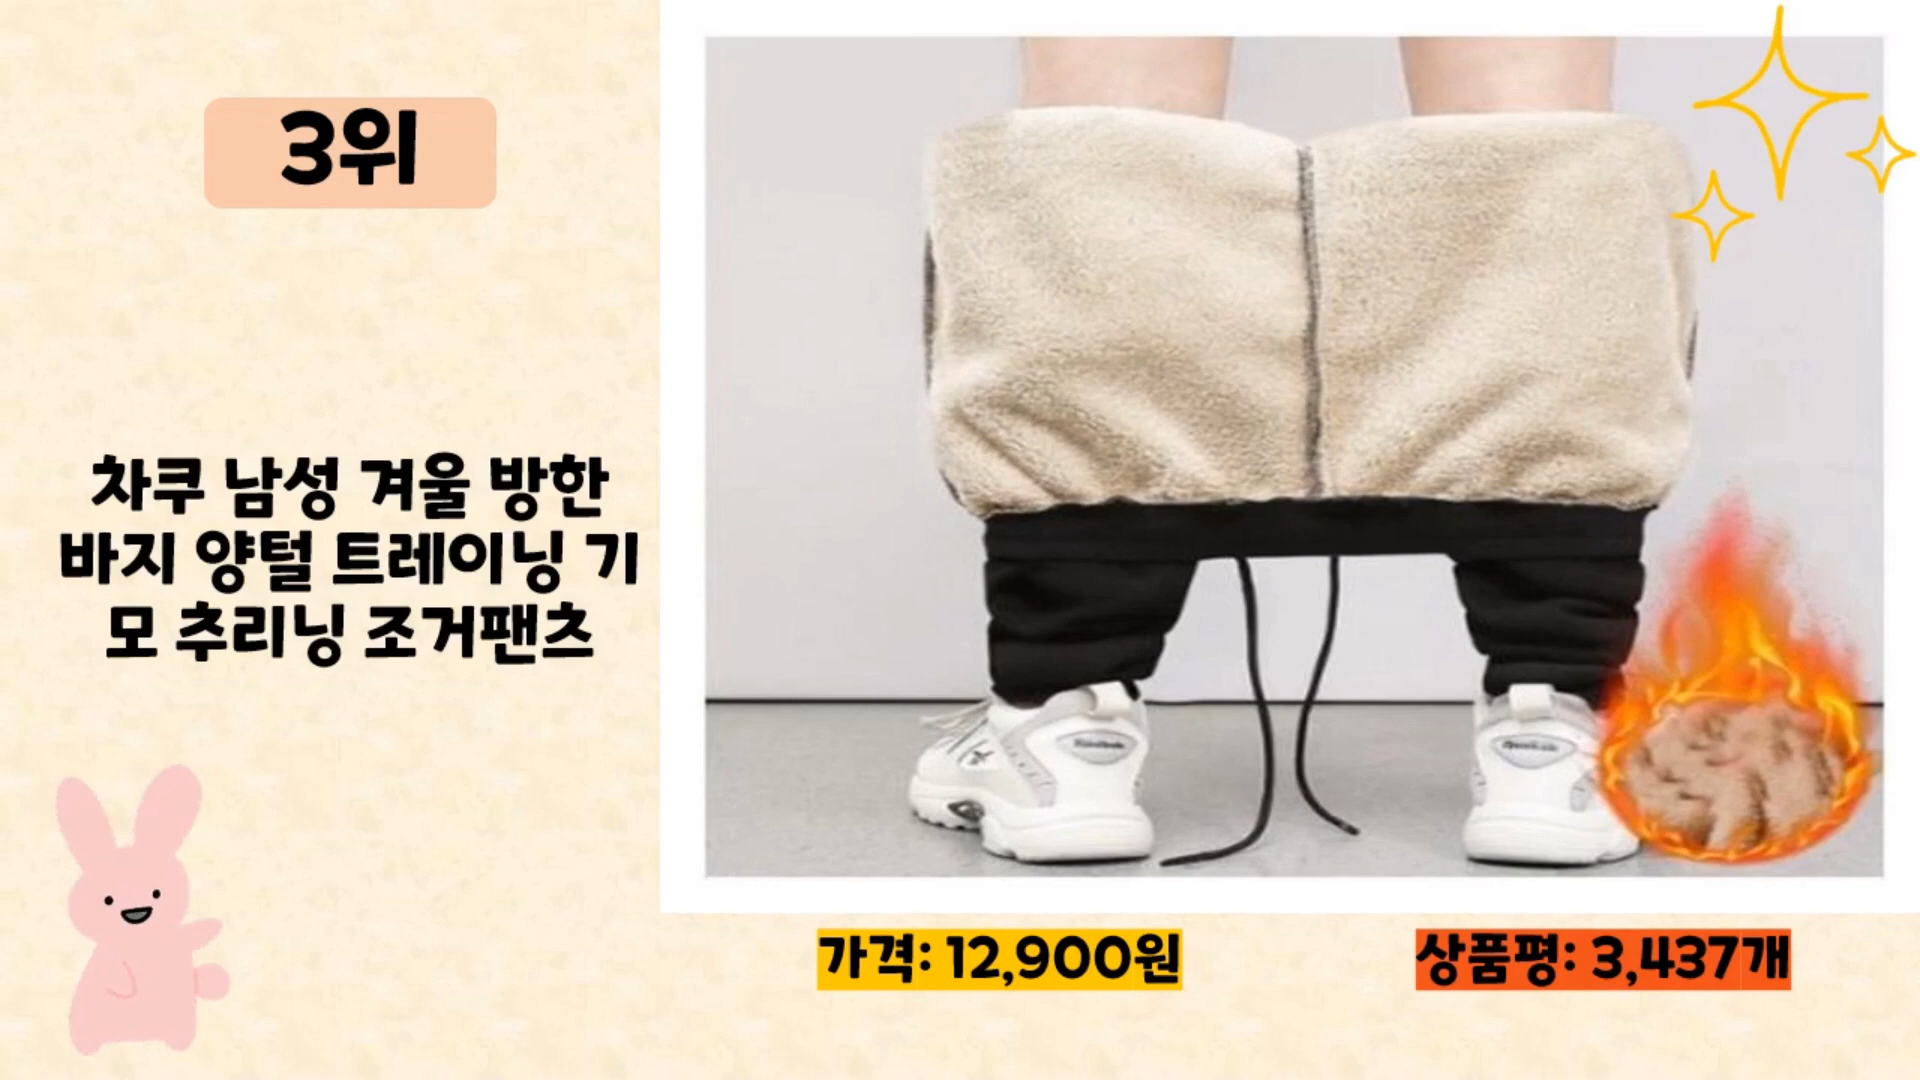 3위
차쿠 남성 겨울 방한
바지 양털 트레이닝 기
모 추리닝 조거팬츠
가격: 12,900원
상품평: 3,437개